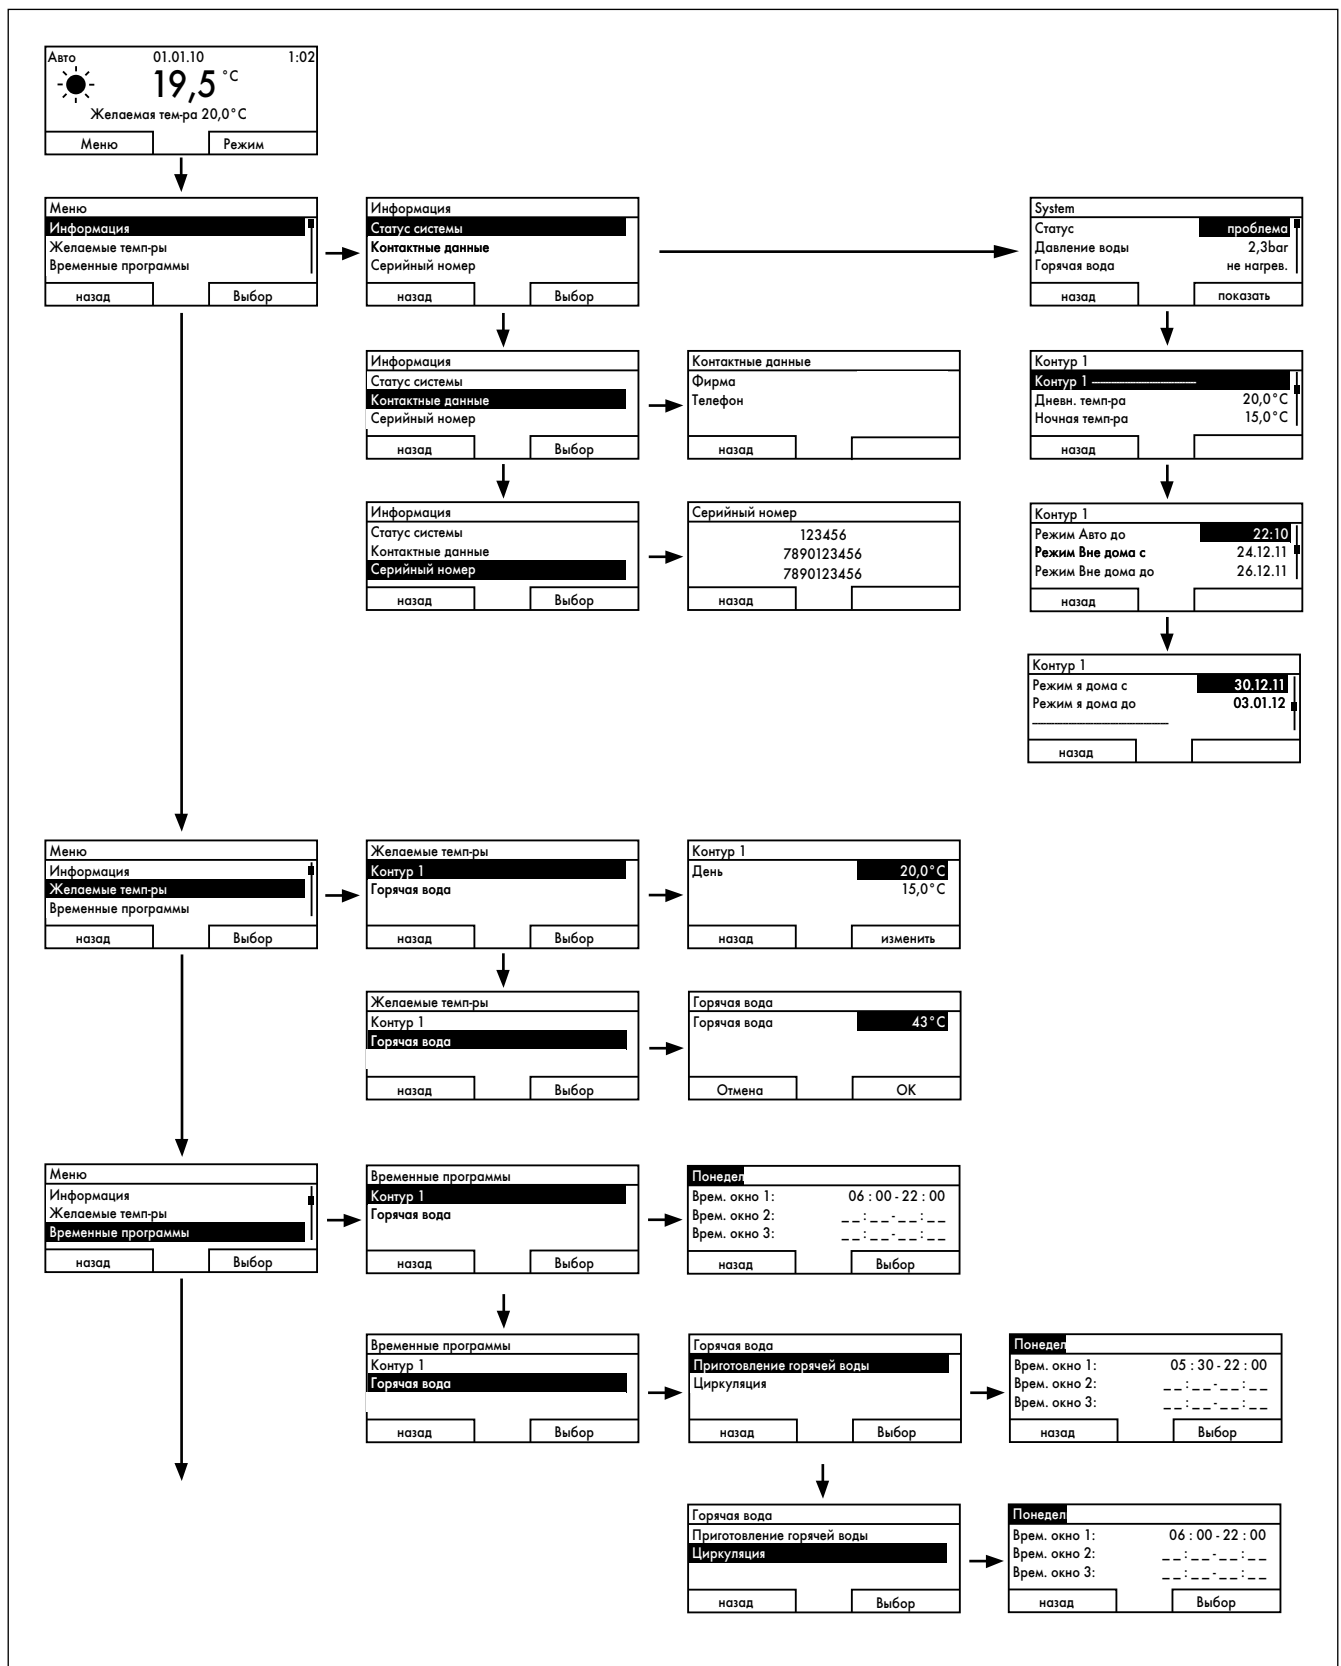 Авто 01.01.10 1:02
19,5 °C
Желаемая тем-ра 20,0°C
Меню Режим
Меню
Информация
Желаемые темп-ры
Временные программы
назад Выбор
Информация
Статус системы
Контактные данные
Серийный номер
назад Выбор
System
Статус проблема
Давление воды 2,3bar
Горячая вода не нагрев.
назад показать
Информация
Статус системы
Контактные данные
Серийный номер
назад Выбор
Контактные данные
Фирма
Телефон
назад
Контур 1
Контур 1 ------------------------
Дневн. темп-ра 20,0°C
Ночная темп-ра 15,0°C
назад
Информация
Статус системы
Контактные данные
Серийный номер
назад Выбор
Серийный номер
123456
7890123456
7890123456
назад
Контур 1
Режим Авто до 22:10
Режим Вне дома с 24.12.11
Режим Вне дома до 26.12.11
назад
Контур 1
Режим я дома с 30.12.11
Режим я дома до 03.01.12
--------------------------------
назад
Меню
Информация
Желаемые темп-ры
Временные программы
назад Выбор
Желаемые темп-ры
Контур 1
Горячая вода
назад Выбор
Контур 1
День 20,0°C
15,0°C
назад изменить
Желаемые темп-ры
Контур 1
Горячая вода
назад Выбор
Горячая вода
Горячая вода 43°C
Отмена ОК
Меню
Информация
Желаемые темп-ры
Временные программы
назад Выбор
Временные программы
Контур 1
Горячая вода
назад Выбор
Понедел
Врем. окно 1: 06 : 00 - 22 : 00
Врем. окно 2: _ _ : _ _ - _ _ : _ _
Врем. окно 3: _ _ : _ _ - _ _ : _ _
назад Выбор
Временные программы
Контур 1
Горячая вода
назад Выбор
Горячая вода
Приготовление горячей воды
Циркуляция
назад Выбор
Понедел
Врем. окно 1: 05 : 30 - 22 : 00
Врем. окно 2: _ _ : _ _ - _ _ : _ _
Врем. окно 3: _ _ : _ _ - _ _ : _ _
назад Выбор
Горячая вода
Приготовление горячей воды
Циркуляция
назад Выбор
Понедел
Врем. окно 1: 06 : 00 - 22 : 00
Врем. окно 2: _ _ : _ _ - _ _ : _ _
Врем. окно 3: _ _ : _ _ - _ _ : _ _
назад Выбор